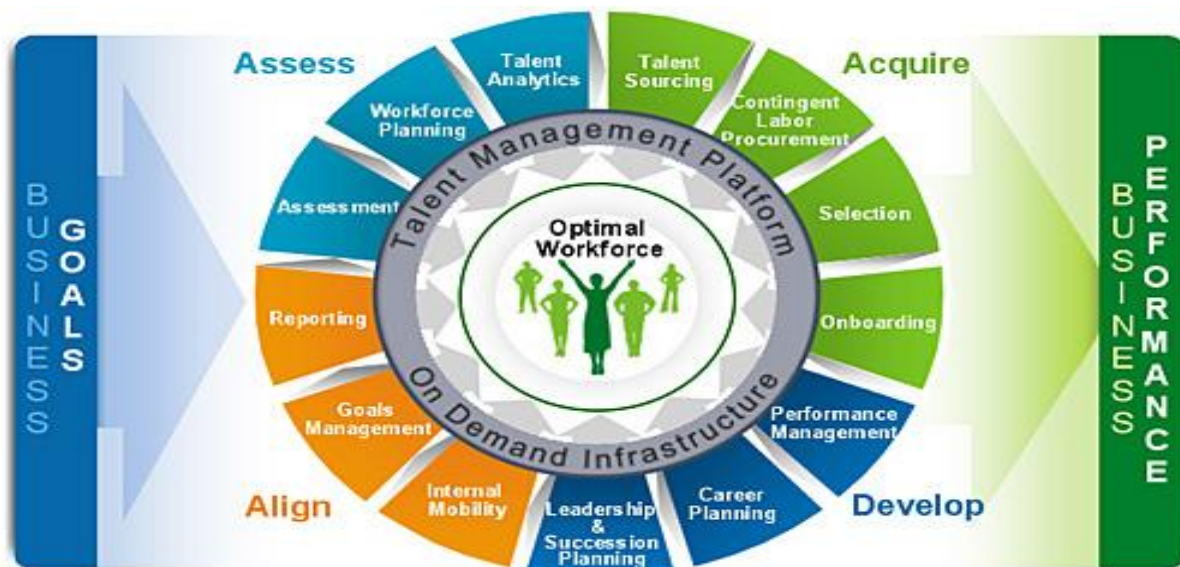 BUSINESS
GOALS
Assess
Talent
Analytics
Workforce
Planning
Assessment
Reporting
Goals
Management
Internal
Mobility
Align
Talent
Sourcing
Contingent
Labor
Procurement
Selection
Onboarding
Acquire
Performance
Management
Career
Planning
Leadership
&
Succession
Planning
Develop
Talent Management Platform
On Demand Infrastructure
Optimal
Workforce
BUSINESS
PERFORMANCE